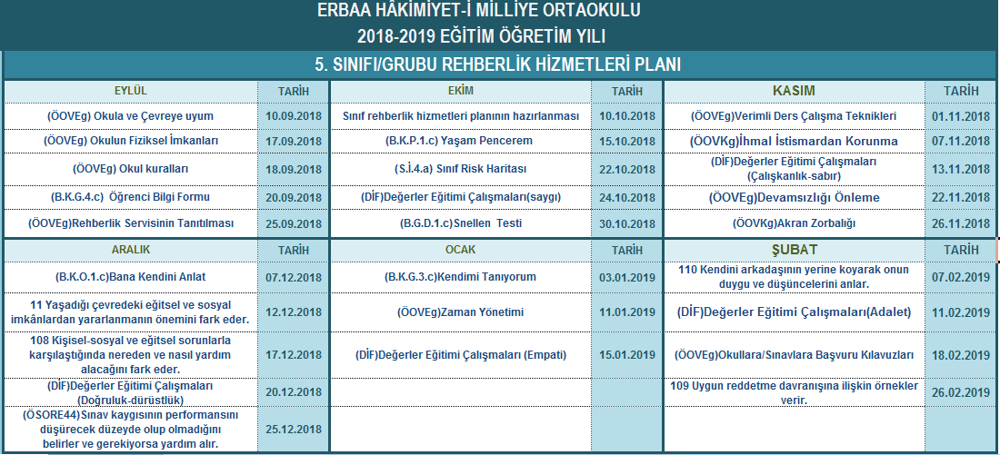 ERBAA HÂKİMİYET-İ MİLLİYE ORTAOKULU
2018-2019 EĞİTİM ÖĞRETİM YILI
5. SINIFI/GRUBU REHBERLİK HİZMETLERİ PLANI
EYLÜL TARİH EKİM TARİH KASIM TARİH
(ÖOVEg) Okula ve Çevreye uyum 10.09.2018 Sınıf rehberlik hizmetleri planının hazırlanması 10.10.2018 (ÖOVEg)Verimli Ders Çalışma Teknikleri 01.11.2018
(ÖOVEg) Okulun Fiziksel İmkanları 17.09.2018 (B.K.P.1.c) Yaşam Pencerem 15.10.2018 (ÖOVKg)İhmal İstismardan Korunma 07.11.2018
(ÖOVEg) Okul kuralları 18.09.2018 (S.İ.4.a) Sınıf Risk Haritası 22.10.2018 (DİF)Değerler Eğitimi Çalışmaları
(Çalışkanlık-sabır) 13.11.2018
(B.K.G.4.c) Öğrenci Bilgi Formu 20.09.2018 (DİF)Değerler Eğitimi Çalışmaları(saygı) 24.10.2018 (ÖOVEg)Devamsızlığı Önleme 22.11.2018
(ÖOVEg)Rehberlik Servisinin Tanıtılması 25.09.2018 (B.G.D.1.c)Snellen Testi 30.10.2018 (ÖOVKg)Akran Zorbalığı 26.11.2018
ARALIK TARİH OCAK TARİH ŞUBAT TARİH
(B.K.O.1.c)Bana Kendini Anlat 07.12.2018 (B.K.G.3.c)Kendimi Tanıyorum 03.01.2019 110 Kendini arkadaşının yerine koyarak onun
duygu ve düşüncelerini anlar. 07.02.2019
11 Yaşadığı çevredeki eğitsel ve sosyal
imkânlardan yararlanmanın önemini fark eder. 12.12.2018 (ÖOVEg)Zaman Yönetimi 11.01.2019 (DİF)Değerler Eğitimi Çalışmaları(Adalet) 11.02.2019
108 Kişisel-sosyal ve eğitsel sorunlarla
karşılaştığında nereden ve nasıl yardım
alacağını fark eder. 17.12.2018 (DİF)Değerler Eğitimi Çalışmaları (Empati) 15.01.2019 (ÖOVEg)Okullara/Sınavlara Başvuru Kılavuzları 18.02.2019
(DİF)Değerler Eğitimi Çalışmaları
(Doğruluk-dürüstlük) 20.12.2018 109 Uygun reddetme davranışına ilişkin örnekler
verir. 26.02.2019
(ÖSORE44)Sınav kaygısının performansını
düşürecek düzeyde olup olmadığını
belirler ve gerekiyorsa yardım alır. 25.12.2018